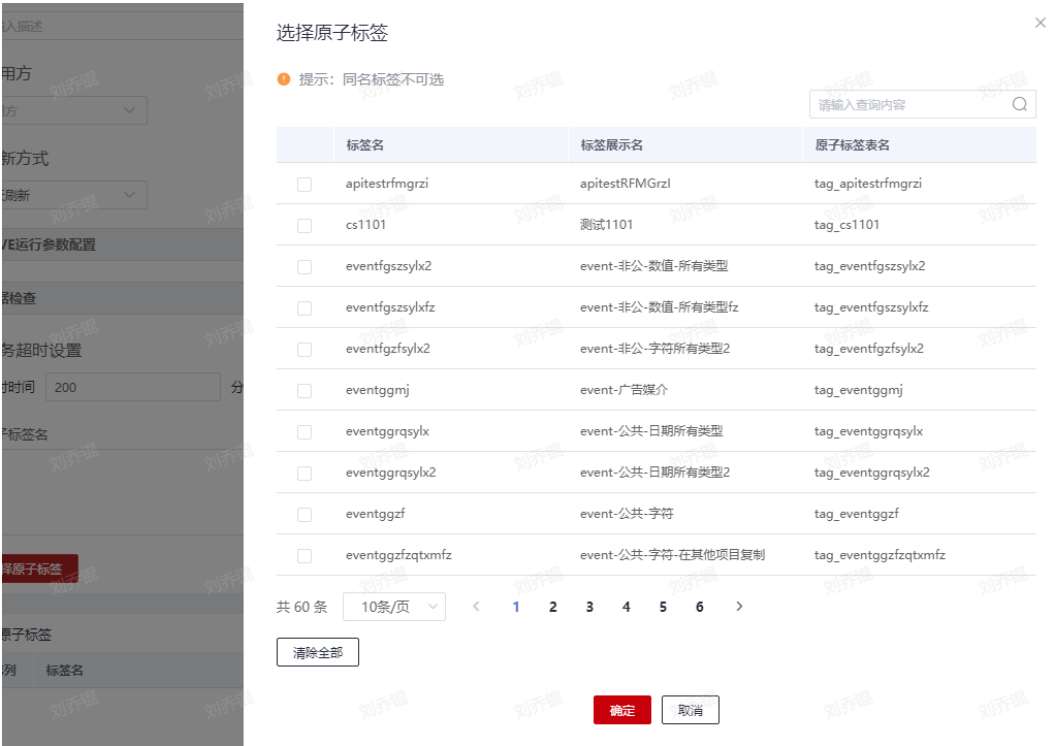 输入描述
用方
方
新方式
刷新
VE运行参数配置
据检查
务超时设置
时时间 200 分
子标签名
择原子标签
原子标签
列 标签名
选择原子标签
提示：同名标签不可选
请输入查询内容
标签名 标签展示名 原子标签表名
apitestrfmgrzi apitestRFMGrzI tag_apitestrfmgrzi
cs1101 测试1101 tag_cs1101
eventfgszsylx2 event-非公-数值-所有类型 tag_eventfgszsylx2
eventfgszsylxfz event-非公-数值-所有类型fz tag_eventfgszsylxfz
eventfgzfsylx2 event-非公-字符所有类型2 tag_eventfgzfsylx2
eventggmj event-广告媒介 tag_eventggmj
eventggrqsylx event-公共-日期所有类型 tag_eventggrqsylx
eventggrqsylx2 event-公共-日期所有类型2 tag_eventggrqsylx2
eventggzf event-公共-字符 tag_eventggzf
eventggzfzqtxmfz event-公共-字符-在其他项目复制 tag_eventggzfzqtxmfz
共 60 条 10条/页 1 2 3 4 5 6
清除全部
确定 取消